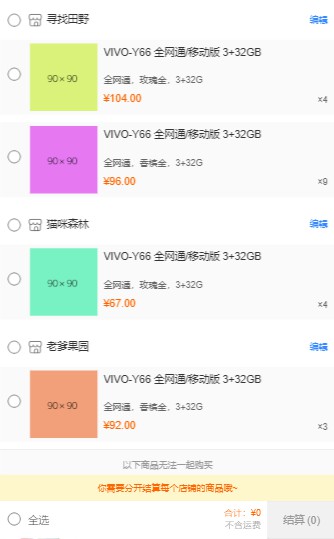 寻找田野
编辑
90×90
VIVO-Y66 全网通/移动版 3+32GB
全网通，玫瑰金，3+32G
¥104.00
×4
90×90
VIVO-Y66 全网通/移动版 3+32GB
全网通，香槟金，3+32G
¥96.00
×9
猫咪森林
编辑
90×90
VIVO-Y66 全网通/移动版 3+32GB
全网通，玫瑰金，3+32G
¥67.00
×4
老爹果园
编辑
90×90
VIVO-Y66 全网通/移动版 3+32GB
全网通，香槟金，3+32G
¥92.00
×3
以下商品无法一起购买
你需要分开结算每个店铺的商品哦~
全选
合计：¥0
不含运费
结算(0)